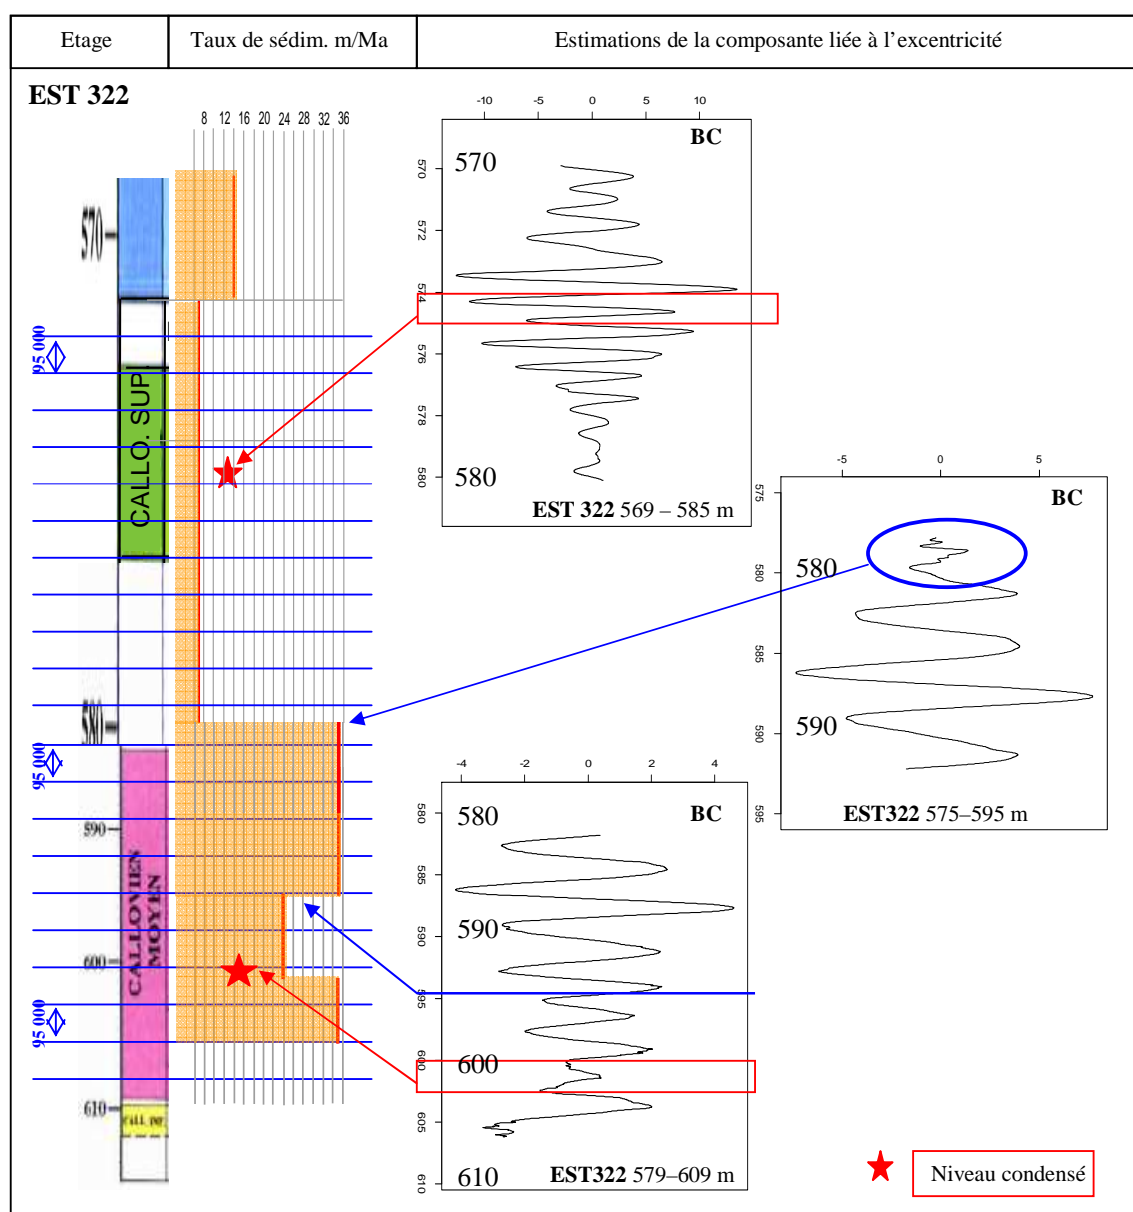 Etage
Taux de sédim. m/Ma
Estimations de la composante liée à l'excentricité
EST 322
8 12 16 20 24 28 32 36
570
95 000
CALLO. SUP
580
95 000
590
CALLOVIEN
MOYEN
600
95 000
610
-10 -5 0 5 10
BC
570
570
572
574
576
578
580
580
EST 322 569 – 585 m
-5 0 5
BC
575
580
580
585
590
590
595
EST322 575–595 m
-4 -2 0 2 4
BC
580
580
585
590
590
595
600
600
605
610
610
EST322 579–609 m
Niveau condensé